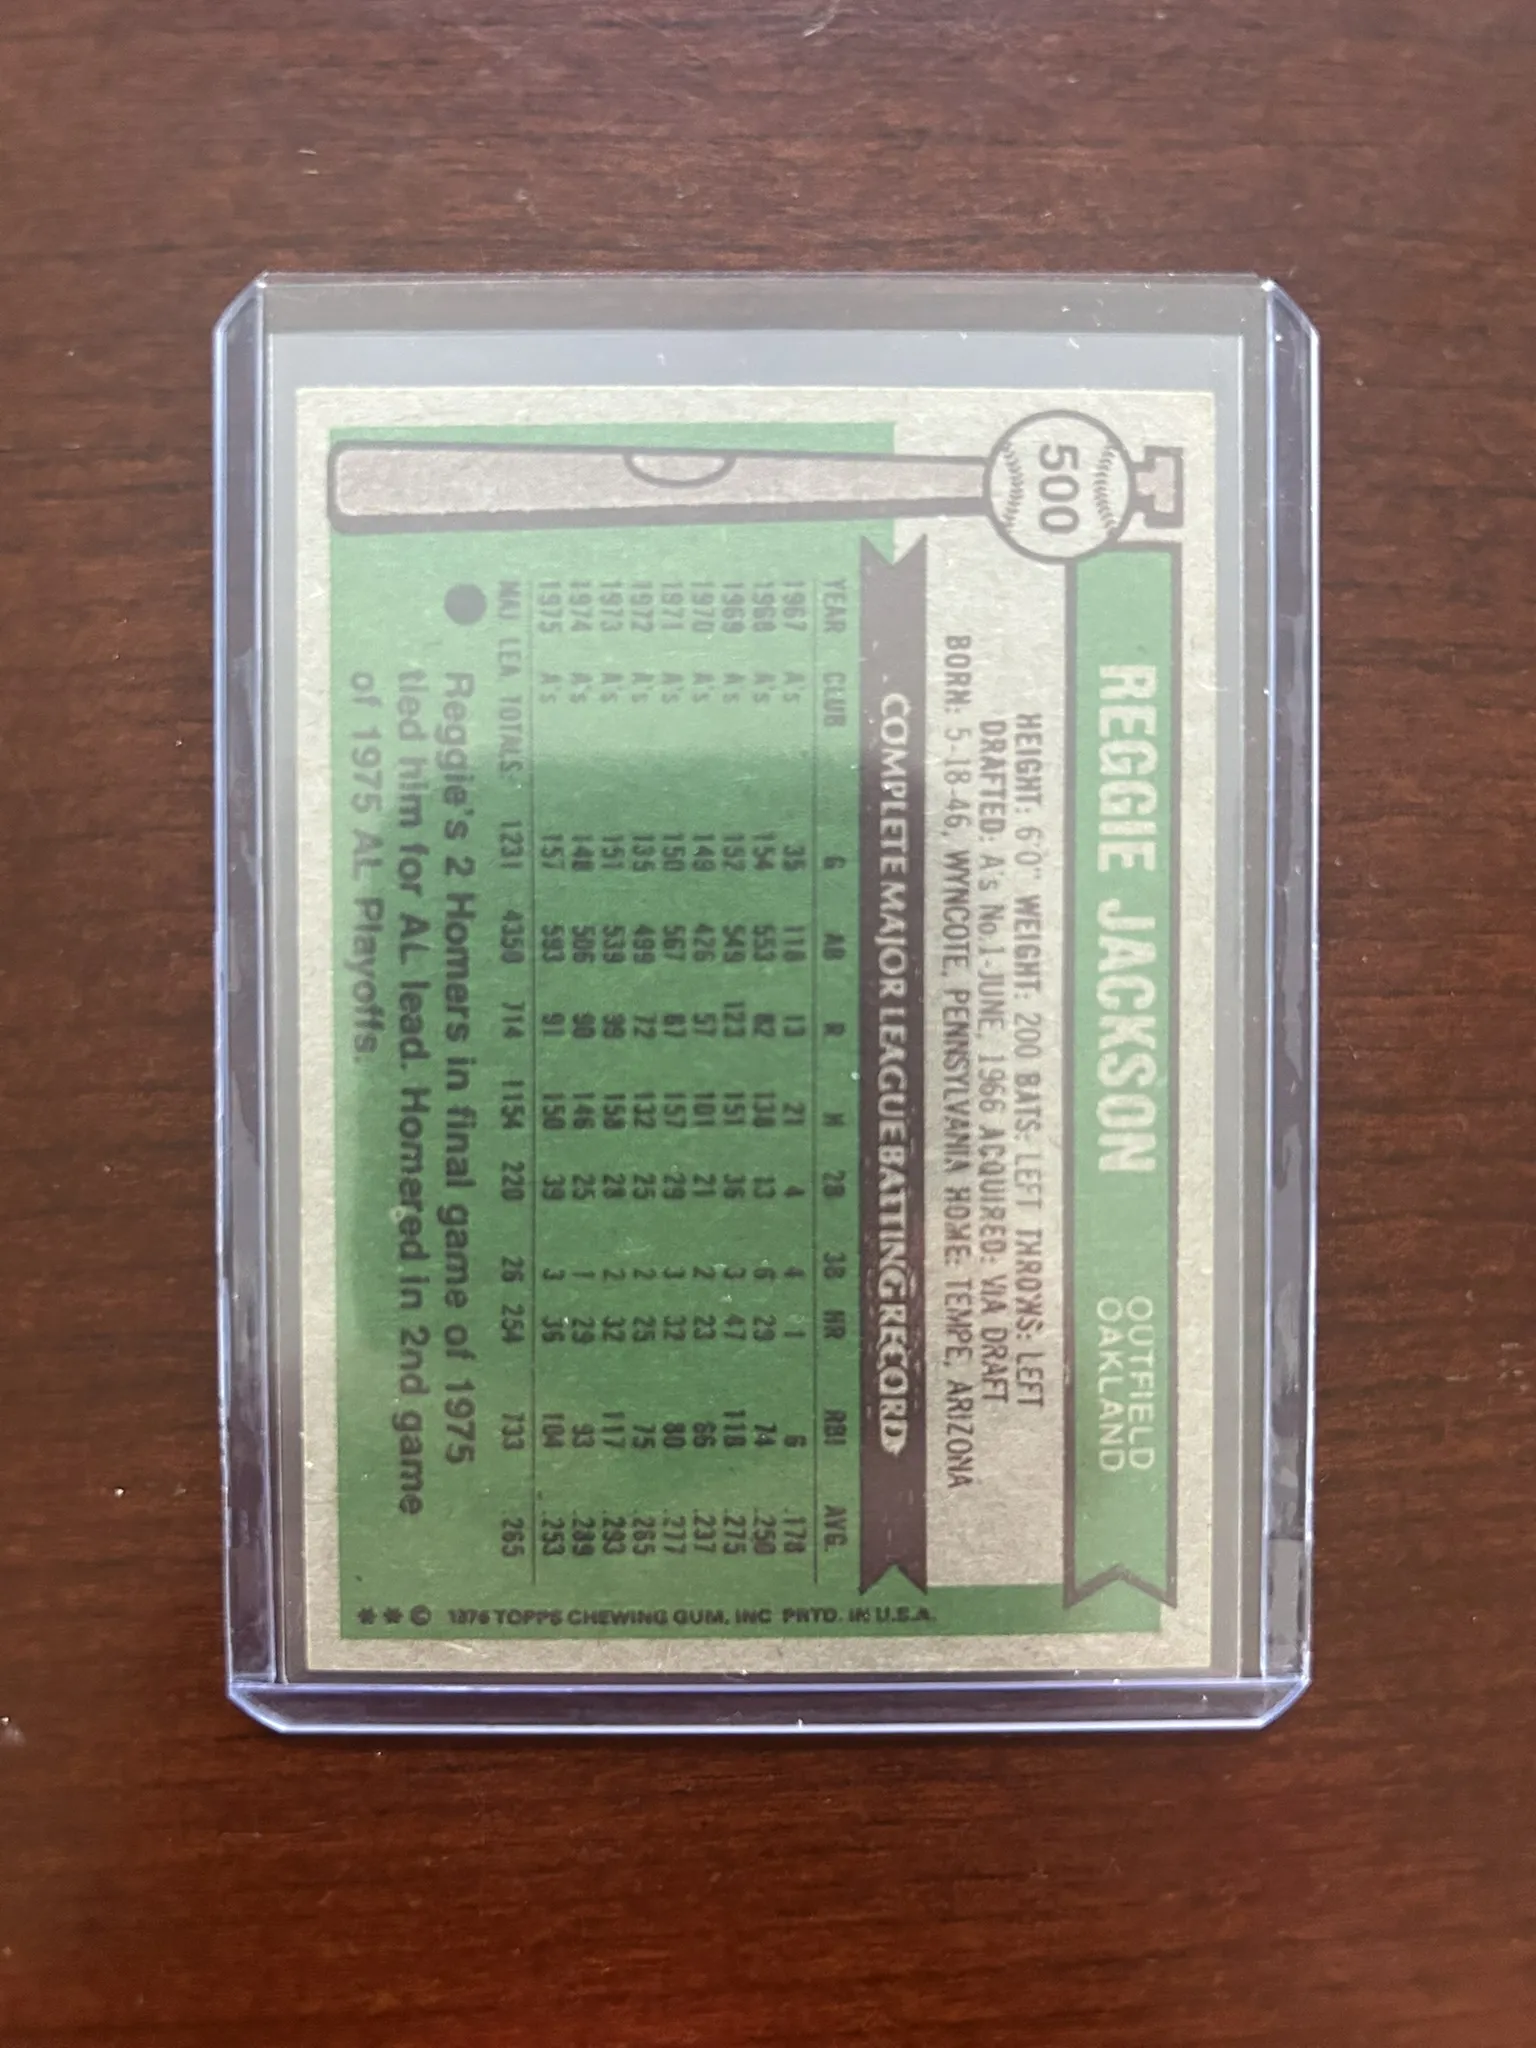 500
REGGIE JACKSON
OUTFIELD
OAKLAND
HEIGHT: 6'0" WEIGHT: 200 BATS: LEFT THROWS: LEFT
DRAFTED: A's No.1-JUNE, 1966 ACQUIRED: VIA DRAFT
BORN: 5-18-46, WYNCOTE, PENNSYLVANIA HOME: TEMPE, ARIZONA
COMPLETE MAJOR LEAGUE BATTING RECORD
YEAR CLUB G AB R H 2B 3B HR RBI AVG.
1967 A's 35 118 13 21 4 4 1 6 .178
1968 A's 154 553 82 138 13 6 29 74 .250
1969 A's 152 549 123 151 36 3 47 118 .275
1970 A's 149 426 57 101 21 2 23 66 .237
1971 A's 150 567 87 157 29 3 32 80 .277
1972 A's 135 499 72 132 25 2 25 75 .265
1973 A's 151 539 99 158 28 2 32 117 .293
1974 A's 148 506 90 146 25 1 29 93 .289
1975 A's 157 593 91 150 39 3 36 104 .253
MAJ. LEA. TOTALS: 1231 4350 714 1154 220 26 254 733 .265
Reggie's 2 Homers in final game of 1975
tied him for AL lead. Homered in 2nd game
of 1975 AL Playoffs.
** © 1976 TOPPS CHEWING GUM, INC PRTD. IN U.S.A.